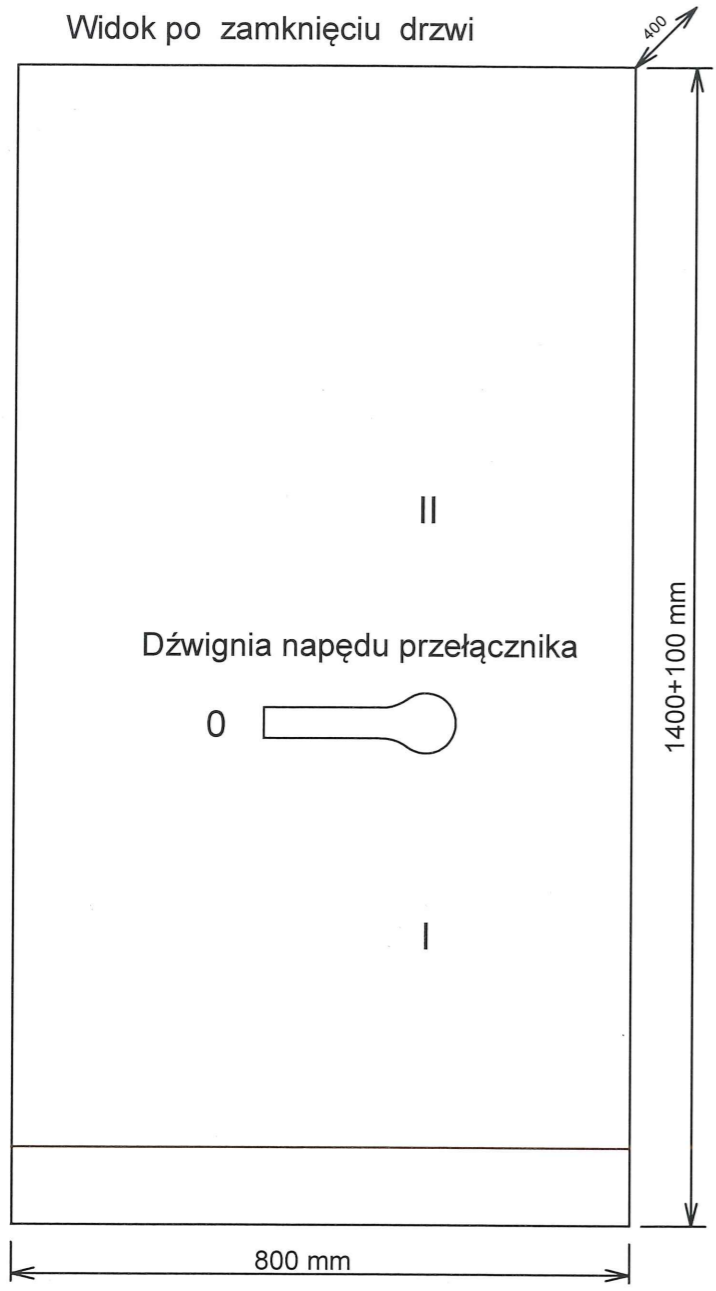 Widok po zamknięciu drzwi
400
II
Dźwignia napędu przełącznika
0
I
1400+100 mm
800 mm